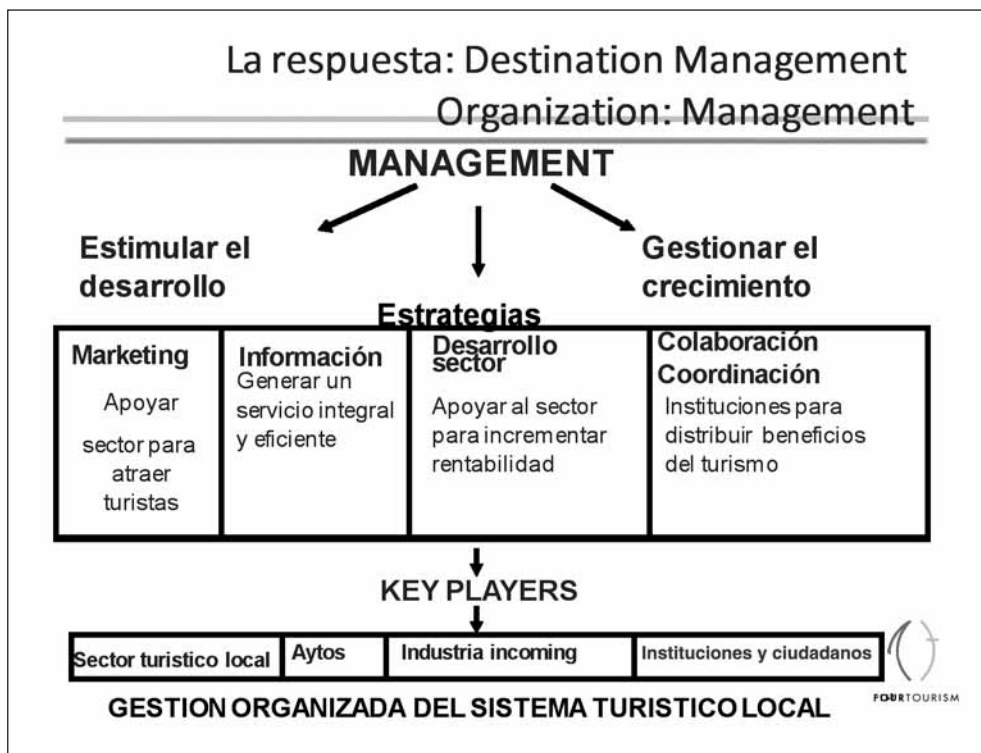 La respuesta: Destination Management
Organization: Management
MANAGEMENT
Estimular el
desarrollo
Gestionar el
crecimiento
Estrategias
Marketing
Apoyar
sector para
atraer
turistas
Información
Generar un
servicio integral
y eficiente
Desarrollo
sector
Apoyar al sector
para incrementar
rentabilidad
Colaboración
Coordinación
Instituciones para
distribuir beneficios
del turismo
KEY PLAYERS
Sector turistico local
Aytos
Industria incoming
Instituciones y ciudadanos
FOURTOURISM
GESTION ORGANIZADA DEL SISTEMA TURISTICO LOCAL